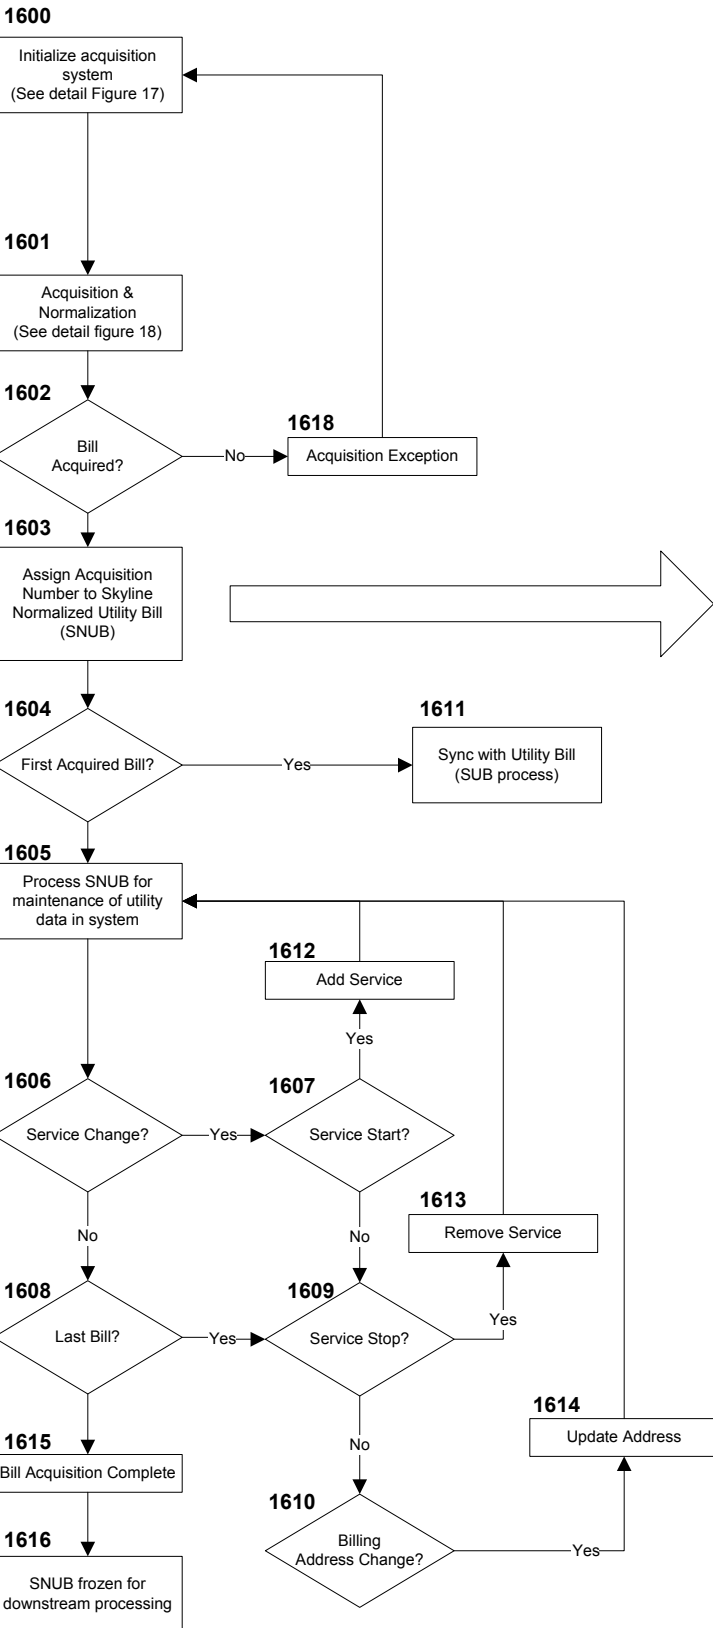 1600
Initialize acquisition
system
(See detail Figure 17)
1601
Acquisition &
Normalization
(See detail figure 18)
1602
Bill
Acquired?
No
1618
Acquisition Exception
1603
Assign Acquisition
Number to Skyline
Normalized Utility Bill
(SNUB)
1604
First Acquired Bill?
Yes
1611
Sync with Utility Bill
(SUB process)
1605
Process SNUB for
maintenance of utility
data in system
1612
Add Service
Yes
1606
Service Change?
Yes
1607
Service Start?
No
No
1613
Remove Service
Yes
1608
Last Bill?
Yes
1609
Service Stop?
No
1614
Update Address
1615
Bill Acquisition Complete
1610
Billing
Address Change?
Yes
1616
SNUB frozen for
downstream processing